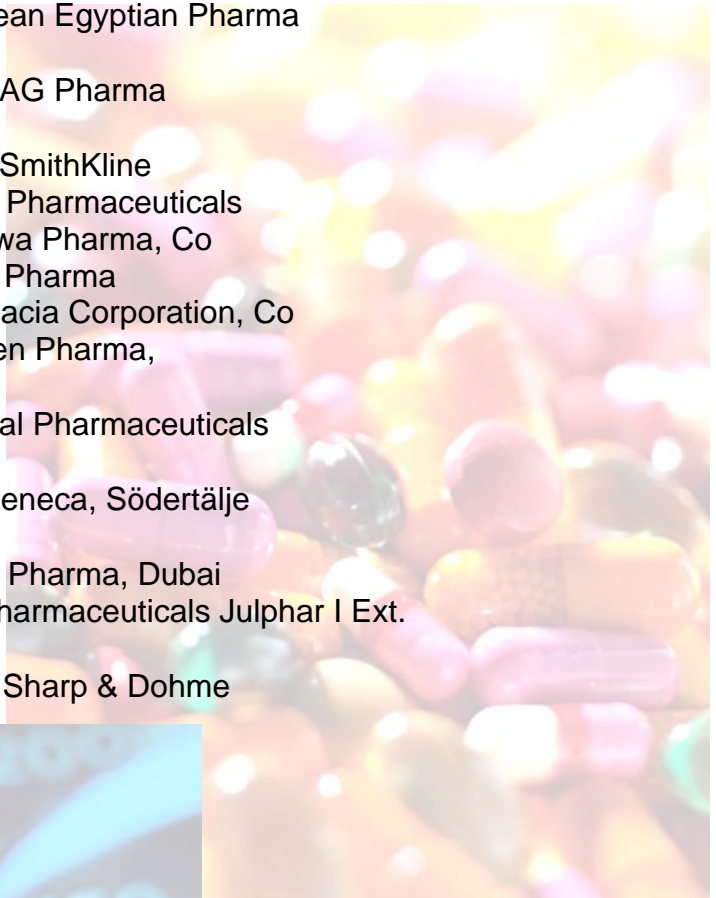 ean Egyptian Pharma
AG Pharma
SmithKline
Pharmaceuticals
wa Pharma, Co
Pharma
acia Corporation, Co
en Pharma,
al Pharmaceuticals
eneca, Södertälje
Pharma, Dubai
harmaceuticals Julphar I Ext.
Sharp & Dohme